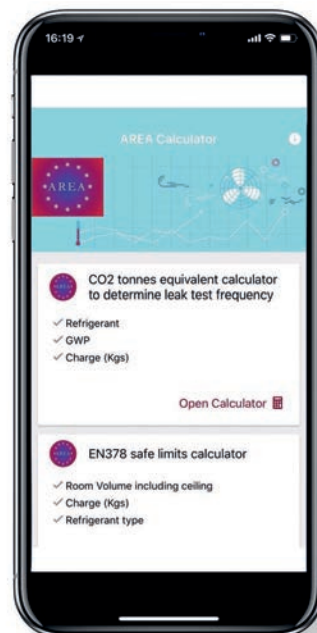 16:19
AREA Calculator
AREA
CO2 tonnes equivalent calculator
to determine leak test frequency
Refrigerant
GWP
Charge (Kgs)
Open Calculator
EN378 safe limits calculator
Room Volume including ceiling
Charge (Kgs)
Refrigerant type